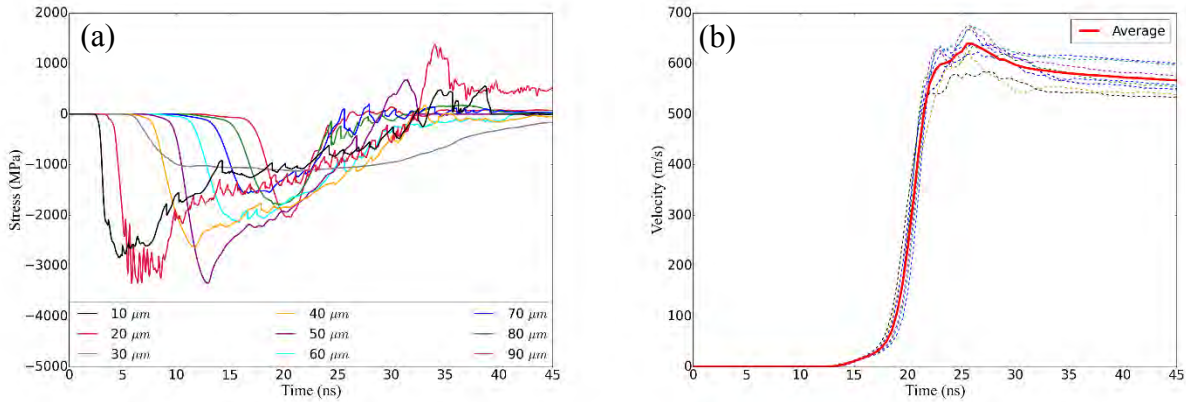 (a)
2000
1000
0
−1000
−2000
−3000
−4000
−5000
Stress (MPa)
10 μm
20 μm
30 μm
40 μm
50 μm
60 μm
70 μm
80 μm
90 μm
0 5 10 15 20 25 30 35 40 45
Time (ns)
(b)
Average
700
600
500
400
300
200
100
0
Velocity (m/s)
0 5 10 15 20 25 30 35 40 45
Time (ns)